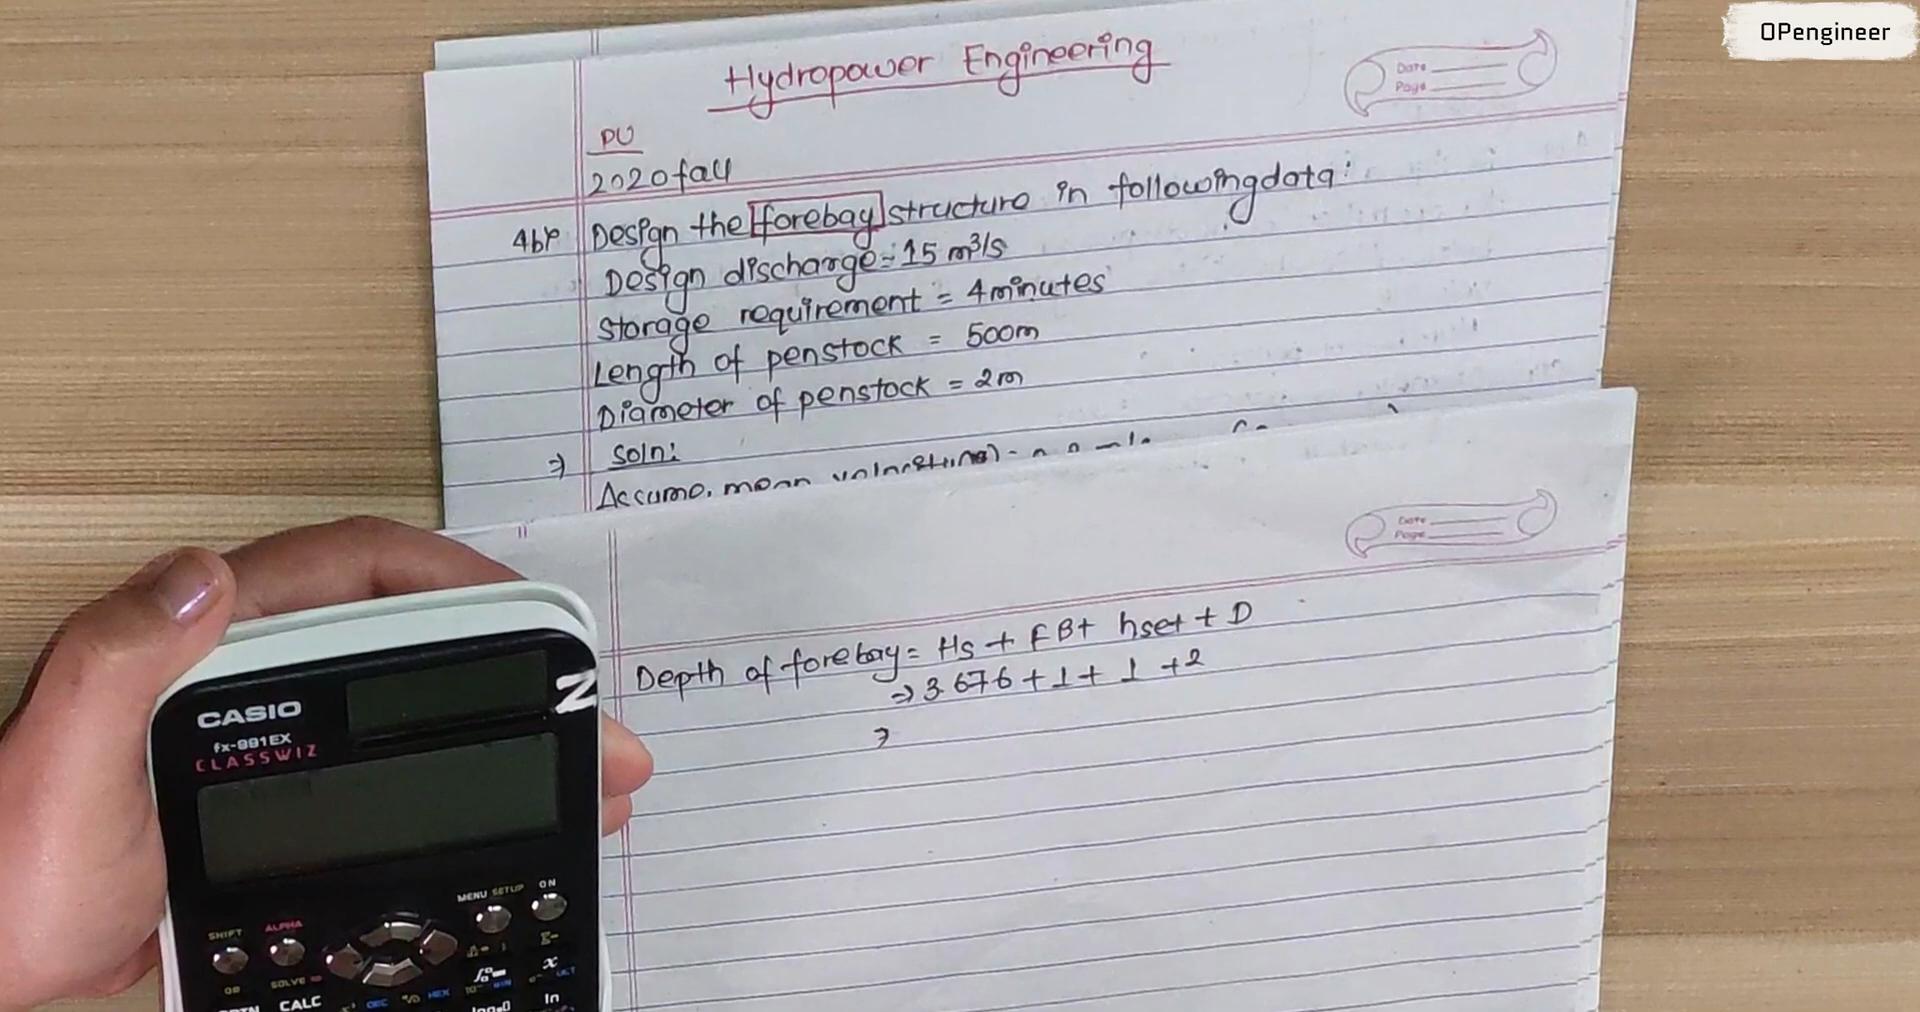 OPengineer
Hydropower Engineering
Date
Page
PU
2020 fall
4b) Design the forebay structure in following data:
Design discharge = 15 m³/s
Storage requirement = 4 minutes
Length of penstock = 500m
Diameter of penstock = 2m
⇒ Soln:
Assume, mean
Date
Page
Depth of forebay = Hs + FB + hset + D
⇒ 3.676 + 1 + 1 + 2
⇒
CASIO
fx-991EX
CLASSWIZ
N
MENU SETUP ON
SHIFT ALPHA
SOLVE =
CALC
ln
x